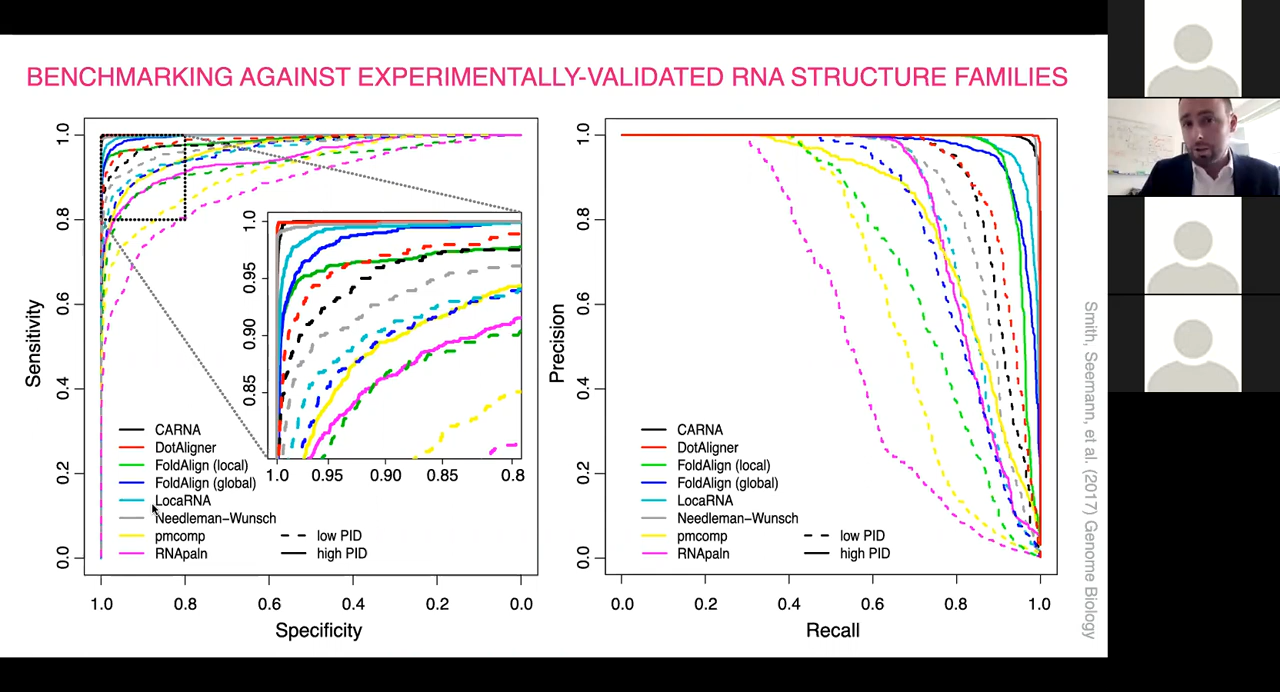 BENCHMARKING AGAINST EXPERIMENTALLY-VALIDATED RNA STRUCTURE FAMILIES
1.0
0.8
0.6
0.4
0.2
0.0
Sensitivity
1.0
0.95
0.90
0.85
1.0
0.95
0.90
0.85
0.8
CARNA
DotAligner
FoldAlign (local)
FoldAlign (global)
LocaRNA
Needleman-Wunsch
pmcomp
RNApaln
low PID
high PID
1.0
0.8
0.6
0.4
0.2
0.0
Specificity
1.0
0.8
0.6
0.4
0.2
0.0
Precision
CARNA
DotAligner
FoldAlign (local)
FoldAlign (global)
LocaRNA
Needleman-Wunsch
pmcomp
RNApaln
low PID
high PID
0.0
0.2
0.4
0.6
0.8
1.0
Recall
Smith, Seemann, et al. (2017) Genome Biology